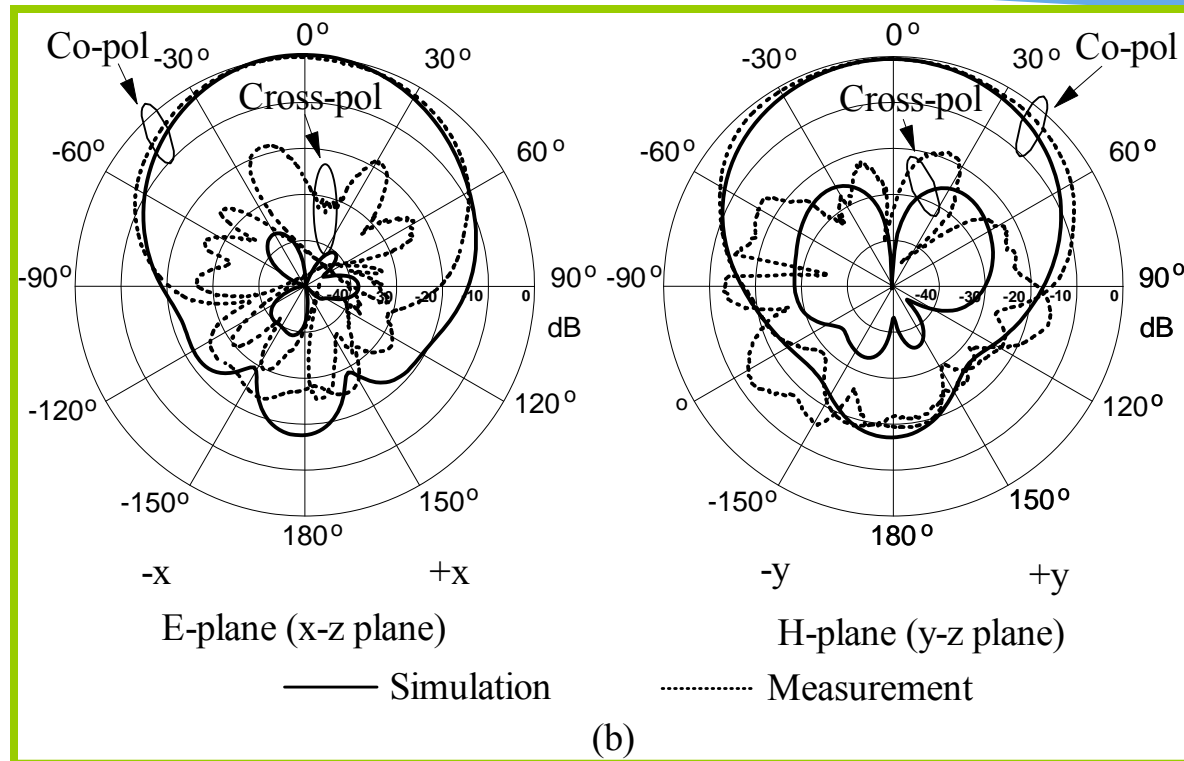 0°
Co-pol
-30°
30°
Cross-pol
-60°
60°
-90°
-40
-30
-20
-10
0
90°
dB
-120°
120°
-150°
150°
180°
-x
+x
E-plane (x-z plane)
0°
Co-pol
-30°
30°
Cross-pol
-60°
60°
-90°
-40
-30
-20
-10
0
90°
dB
o
120°
150°
180°
-y
+y
H-plane (y-z plane)
Simulation
Measurement
(b)